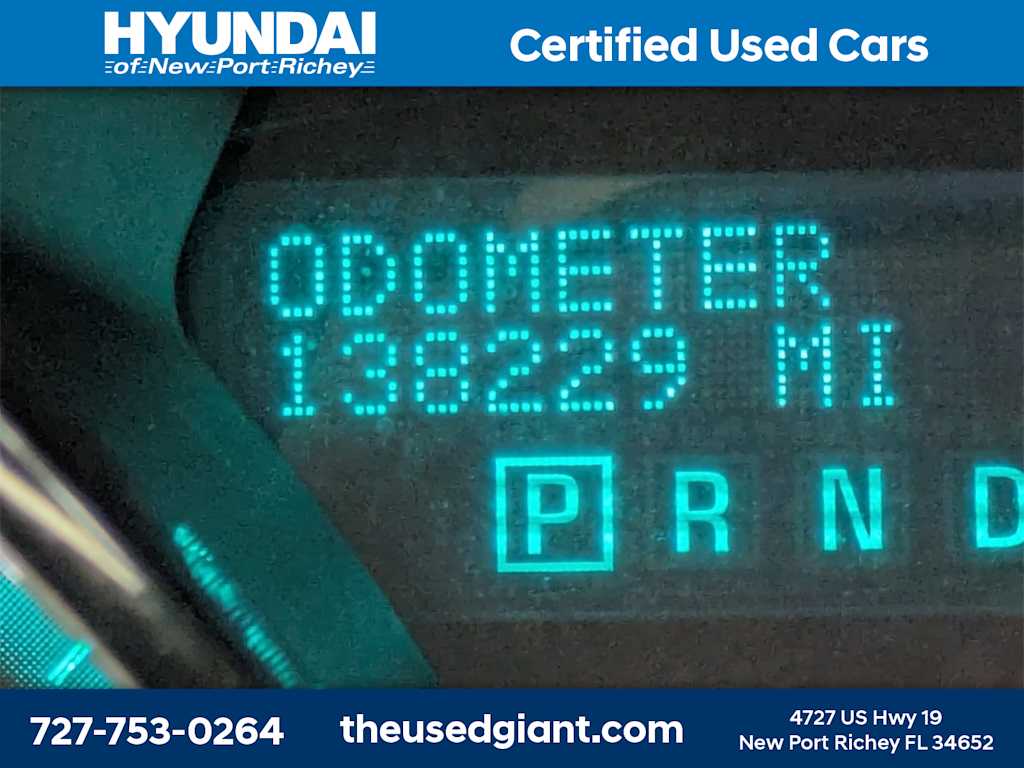 HYUNDAI
of New Port Richey
Certified Used Cars
ODOMETER
138229 MI
P R N D
727-753-0264
theusedgiant.com
4727 US Hwy 19
New Port Richey FL 34652